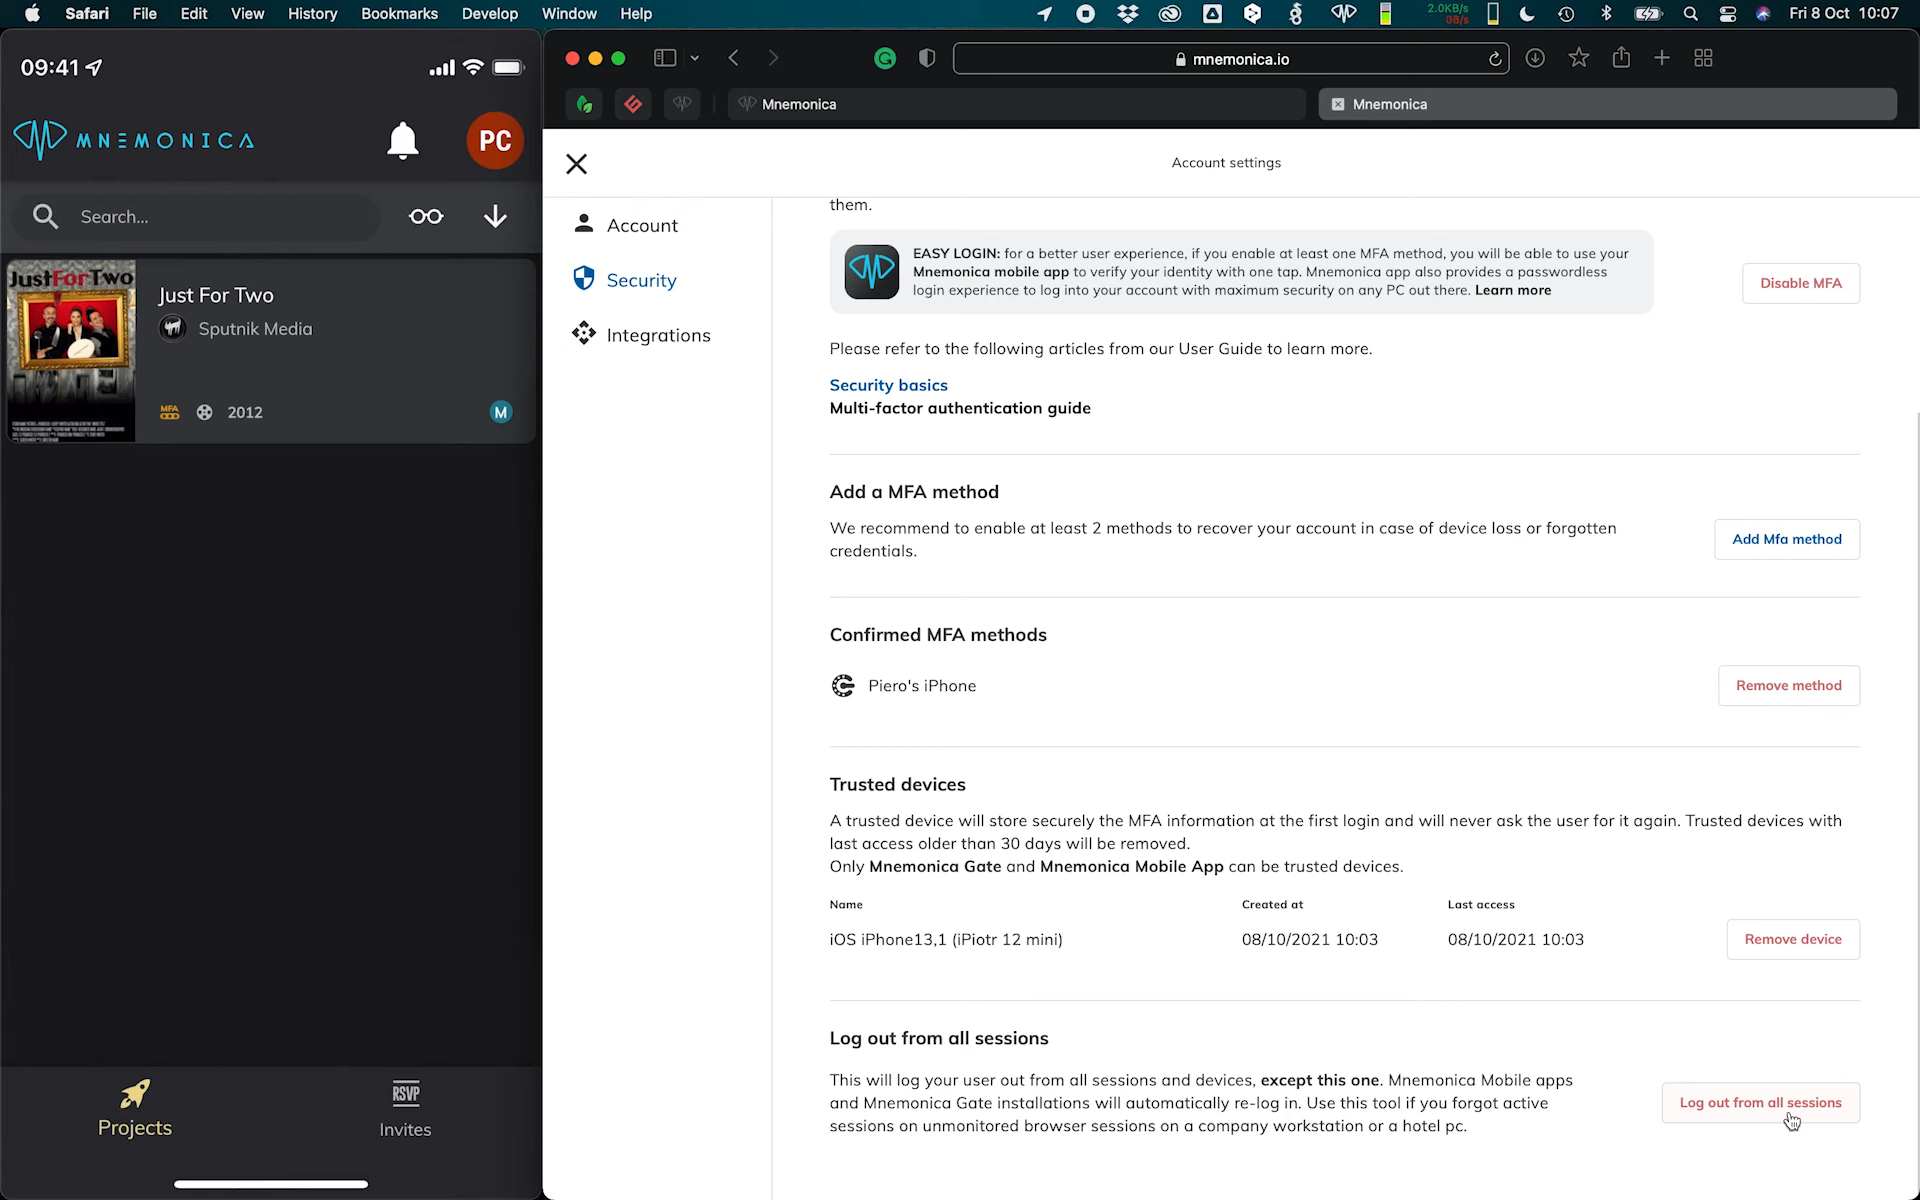 Safari File Edit View History Bookmarks Develop Window Help
2.0KB/s
0B/s
Fri 8 Oct 10:07
09:41
MNEMONICA
PC
Search...
JustForTwo
Just For Two
Sputnik Media
MFA
2012
M
Projects
RSVP
Invites
mnemonica.io
Mnemonica
Mnemonica
Account settings
Account
Security
Integrations
them.
EASY LOGIN: for a better user experience, if you enable at least one MFA method, you will be able to use your
Mnemonica mobile app to verify your identity with one tap. Mnemonica app also provides a passwordless
login experience to log into your account with maximum security on any PC out there. Learn more
Disable MFA
Please refer to the following articles from our User Guide to learn more.
Security basics
Multi-factor authentication guide
Add a MFA method
We recommend to enable at least 2 methods to recover your account in case of device loss or forgotten
credentials.
Add Mfa method
Confirmed MFA methods
Piero's iPhone
Remove method
Trusted devices
A trusted device will store securely the MFA information at the first login and will never ask the user for it again. Trusted devices with
last access older than 30 days will be removed.
Only Mnemonica Gate and Mnemonica Mobile App can be trusted devices.
Name Created at Last access
iOS iPhone13,1 (iPiotr 12 mini) 08/10/2021 10:03 08/10/2021 10:03
Remove device
Log out from all sessions
This will log your user out from all sessions and devices, except this one. Mnemonica Mobile apps
and Mnemonica Gate installations will automatically re-log in. Use this tool if you forgot active
sessions on unmonitored browser sessions on a company workstation or a hotel pc.
Log out from all sessions